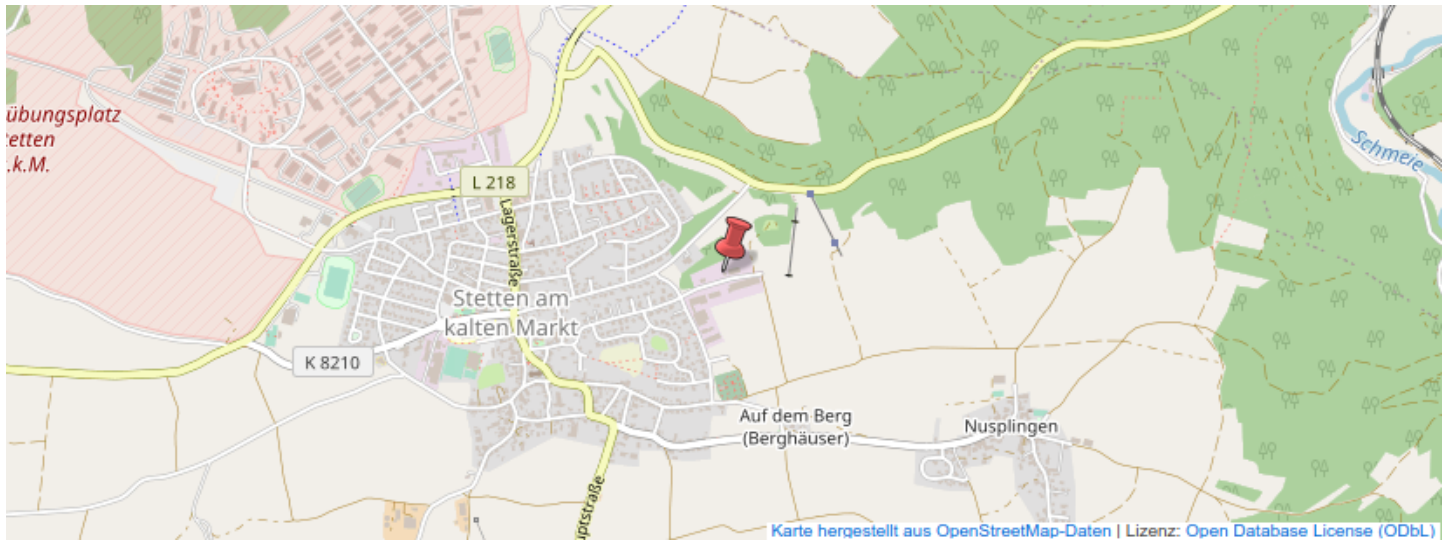 übungsplatz
tetten
.k.M.
L 218
Lagerstraße
Schmeie
Stetten am
kalten Markt
K 8210
Auf dem Berg
(Berghäuser)
Nusplingen
uptstraße
Karte hergestellt aus OpenStreetMap-Daten | Lizenz: Open Database License (ODbL)